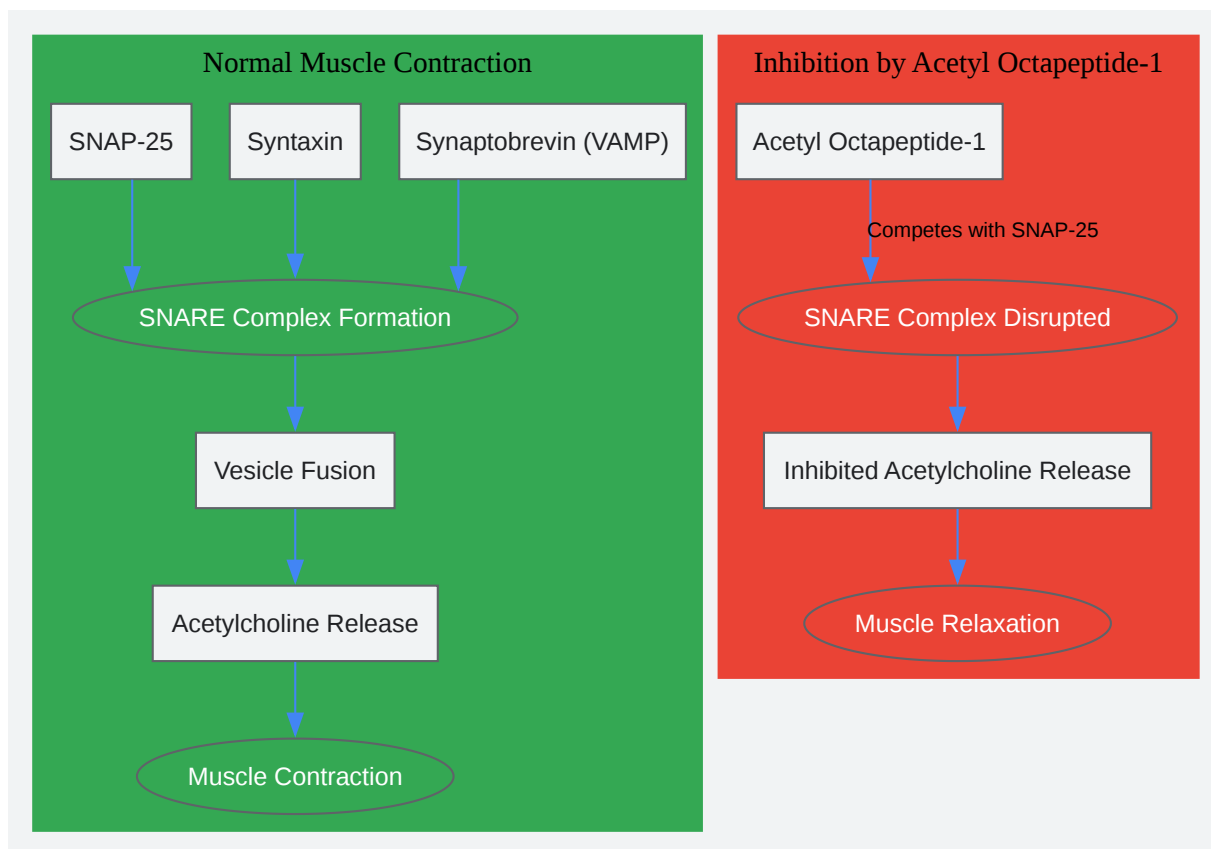 Normal Muscle Contraction
SNAP-25
Syntaxin
Synaptobrevin (VAMP)
SNARE Complex Formation
Vesicle Fusion
Acetylcholine Release
Muscle Contraction
Inhibition by Acetyl Octapeptide-1
Acetyl Octapeptide-1
Competes with SNAP-25
SNARE Complex Disrupted
Inhibited Acetylcholine Release
Muscle Relaxation